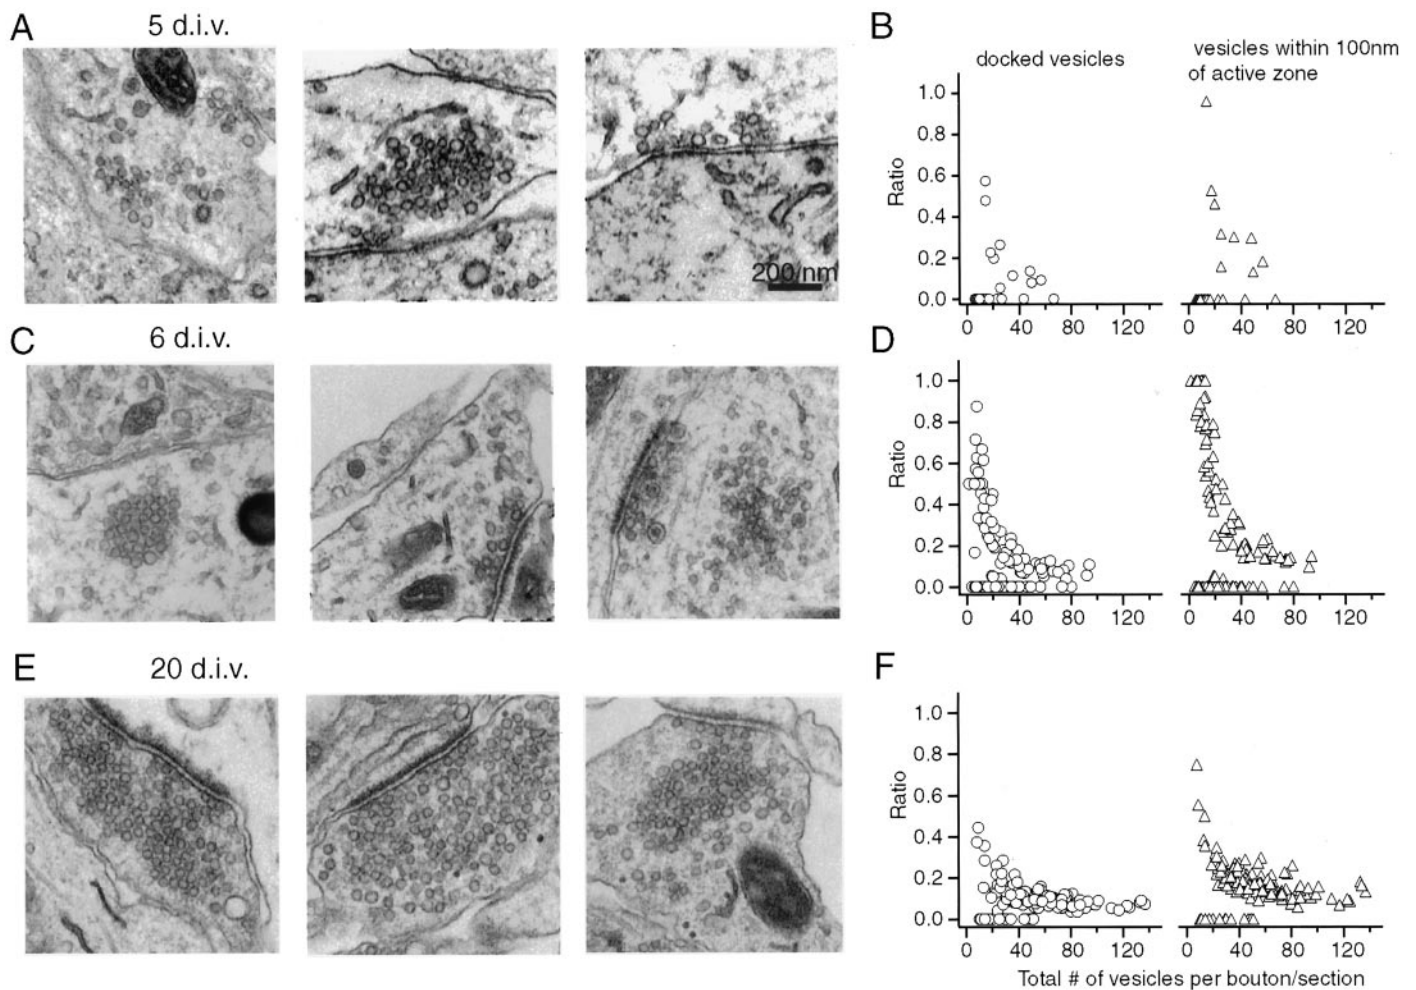 A
5 d.i.v.
200 nm
B
docked vesicles
vesicles within 100nm
of active zone
Ratio
1.0
0.8
0.6
0.4
0.2
0.0
0 40 80 120
0 40 80 120
C
6 d.i.v.
D
Ratio
1.0
0.8
0.6
0.4
0.2
0.0
0 40 80 120
0 40 80 120
E
20 d.i.v.
F
Ratio
1.0
0.8
0.6
0.4
0.2
0.0
0 40 80 120
0 40 80 120
Total # of vesicles per bouton/section